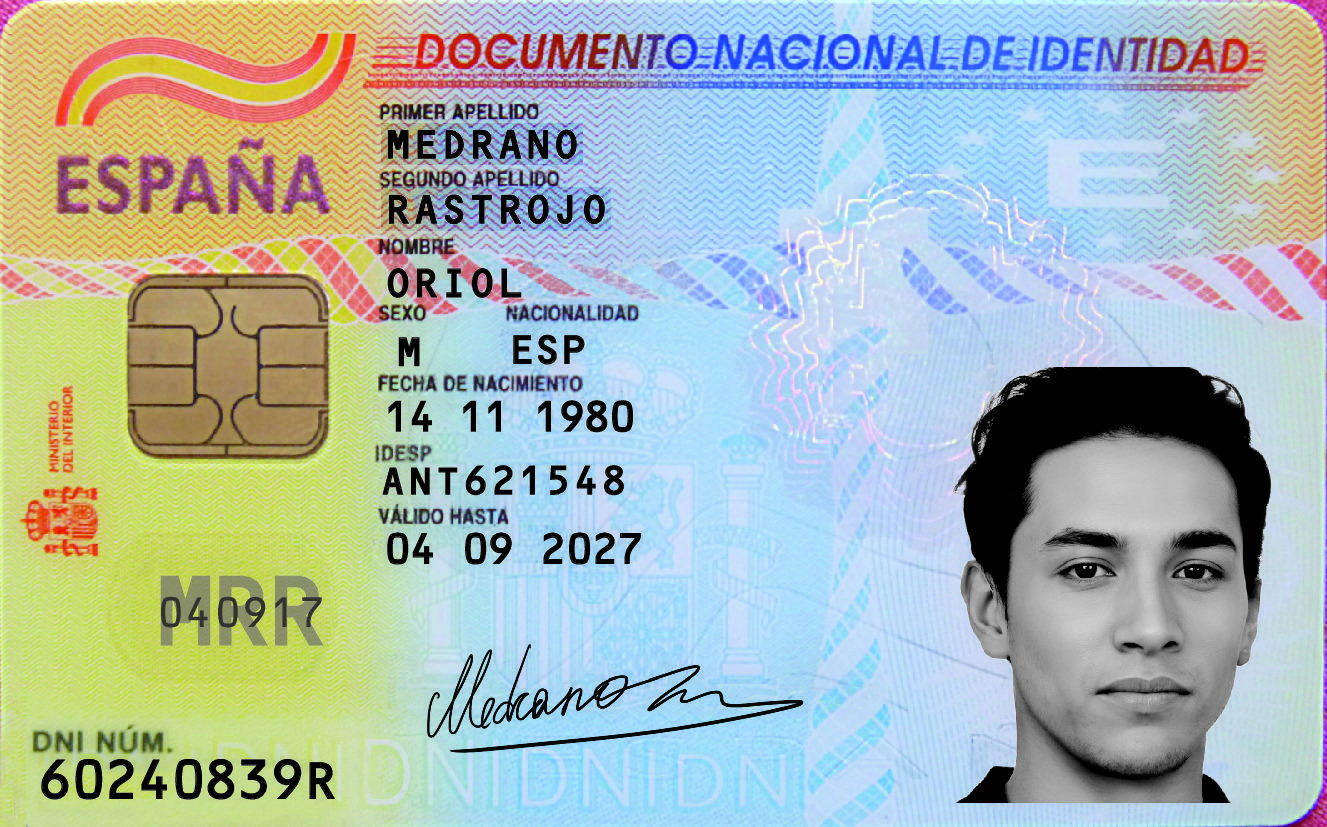 DOCUMENTO NACIONAL DE IDENTIDAD
ESPAÑA
PRIMER APELLIDO
MEDRANO
SEGUNDO APELLIDO
RASTROJO
NOMBRE
ORIOL
SEXO NACIONALIDAD
M ESP
FECHA DE NACIMIENTO
14 11 1980
IDESP
ANT621548
VÁLIDO HASTA
04 09 2027
MINISTERIO
DEL INTERIOR
E
MRR
040917
Medrano
DNI NÚM.
60240839R
DNIDNIDNIDNI